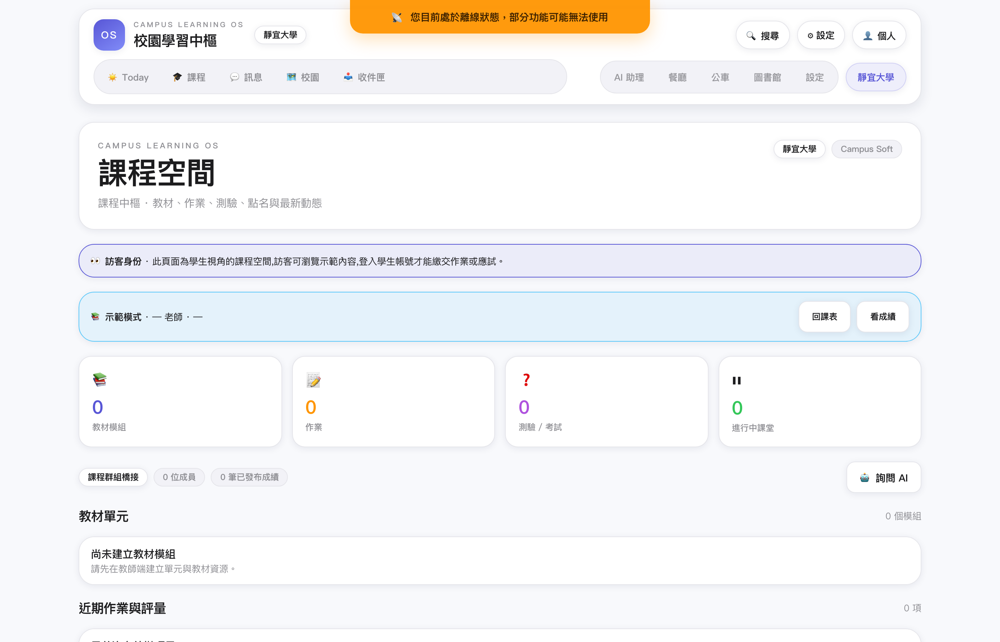 您目前處於離線狀態，部分功能可能無法使用
OS
CAMPUS LEARNING OS
校園學習中樞
靜宜大學
搜尋
設定
個人
Today
課程
訊息
校園
收件匣
AI 助理
餐廳
公車
圖書館
設定
靜宜大學
CAMPUS LEARNING OS
課程空間
課程中樞 · 教材、作業、測驗、點名與最新動態
靜宜大學
Campus Soft
訪客身份 · 此頁面為學生視角的課程空間,訪客可瀏覽示範內容,登入學生帳號才能繳交作業或應試。
示範模式 · — 老師 · —
回課表
看成績
0
教材模組
0
作業
0
測驗 / 考試
0
進行中課堂
課程群組橋接
0 位成員
0 筆已發布成績
詢問 AI
教材單元
0 個模組
尚未建立教材模組
請先在教師端建立單元與教材資源。
近期作業與評量
0 項